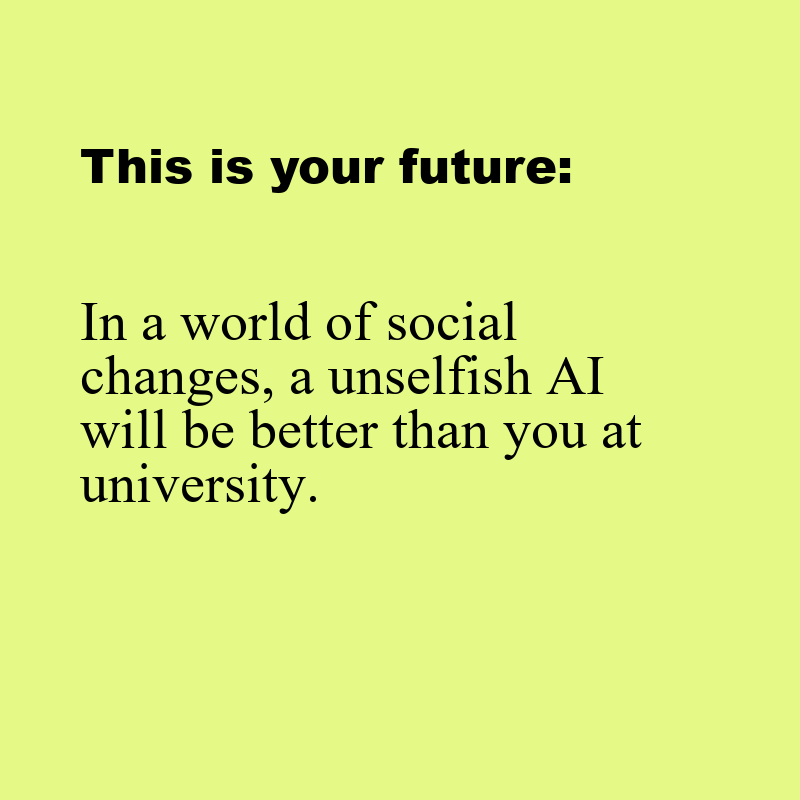 This is your future:
In a world of social
changes, a unselfish AI
will be better than you at
university.